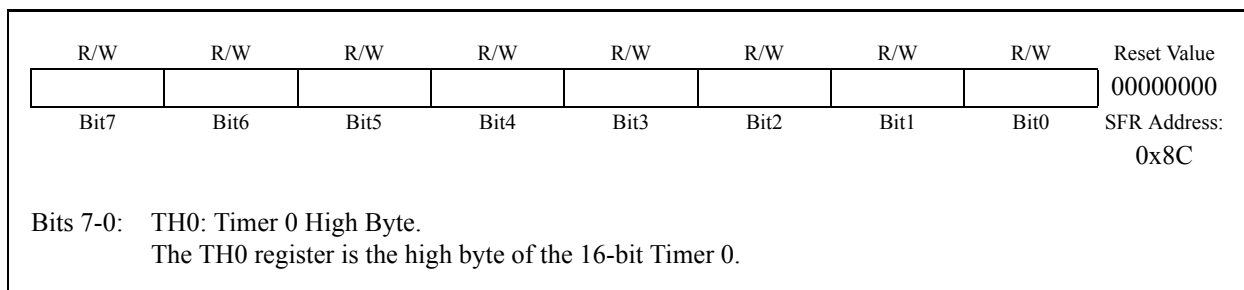 R/W R/W R/W R/W R/W R/W R/W R/W Reset Value
00000000
Bit7 Bit6 Bit5 Bit4 Bit3 Bit2 Bit1 Bit0 SFR Address:
0x8C
Bits 7-0: TH0: Timer 0 High Byte.
The TH0 register is the high byte of the 16-bit Timer 0.